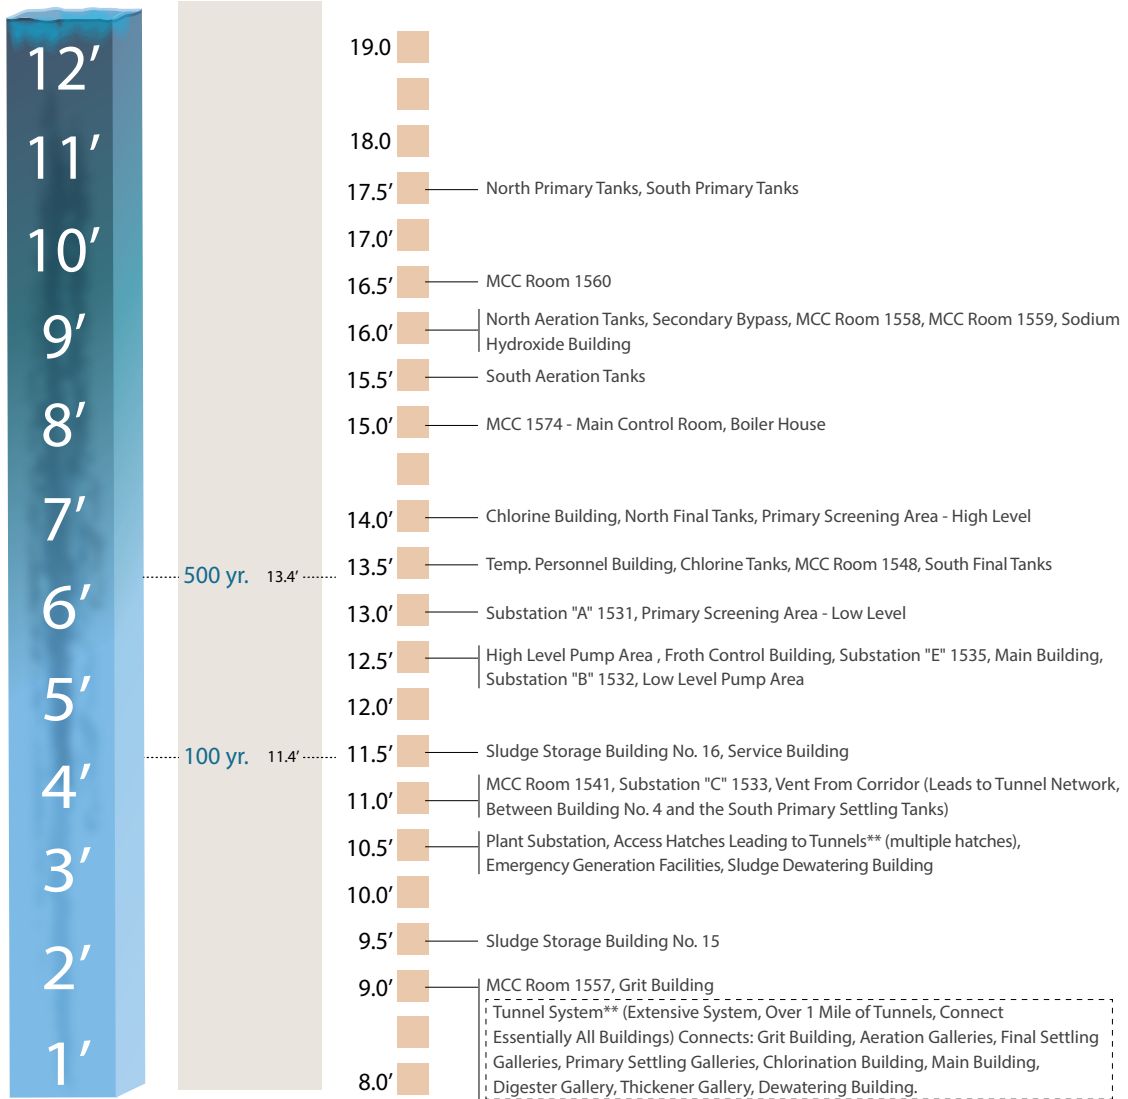 12′
11′
10′
9′
8′
7′
6′
5′
4′
3′
2′
1′
500 yr. 13.4′
100 yr. 11.4′
19.0
18.0
17.5′ North Primary Tanks, South Primary Tanks
17.0′
16.5′ MCC Room 1560
16.0′ North Aeration Tanks, Secondary Bypass, MCC Room 1558, MCC Room 1559, Sodium
Hydroxide Building
15.5′ South Aeration Tanks
15.0′ MCC 1574 - Main Control Room, Boiler House
14.0′ Chlorine Building, North Final Tanks, Primary Screening Area - High Level
13.5′ Temp. Personnel Building, Chlorine Tanks, MCC Room 1548, South Final Tanks
13.0′ Substation "A" 1531, Primary Screening Area - Low Level
12.5′ High Level Pump Area , Froth Control Building, Substation "E" 1535, Main Building,
Substation "B" 1532, Low Level Pump Area
12.0′
11.5′ Sludge Storage Building No. 16, Service Building
11.0′ MCC Room 1541, Substation "C" 1533, Vent From Corridor (Leads to Tunnel Network,
Between Building No. 4 and the South Primary Settling Tanks)
10.5′ Plant Substation, Access Hatches Leading to Tunnels** (multiple hatches),
Emergency Generation Facilities, Sludge Dewatering Building
10.0′
9.5′ Sludge Storage Building No. 15
9.0′ MCC Room 1557, Grit Building
Tunnel System** (Extensive System, Over 1 Mile of Tunnels, Connect
Essentially All Buildings) Connects: Grit Building, Aeration Galleries, Final Settling
Galleries, Primary Settling Galleries, Chlorination Building, Main Building,
8.0′ Digester Gallery, Thickener Gallery, Dewatering Building.